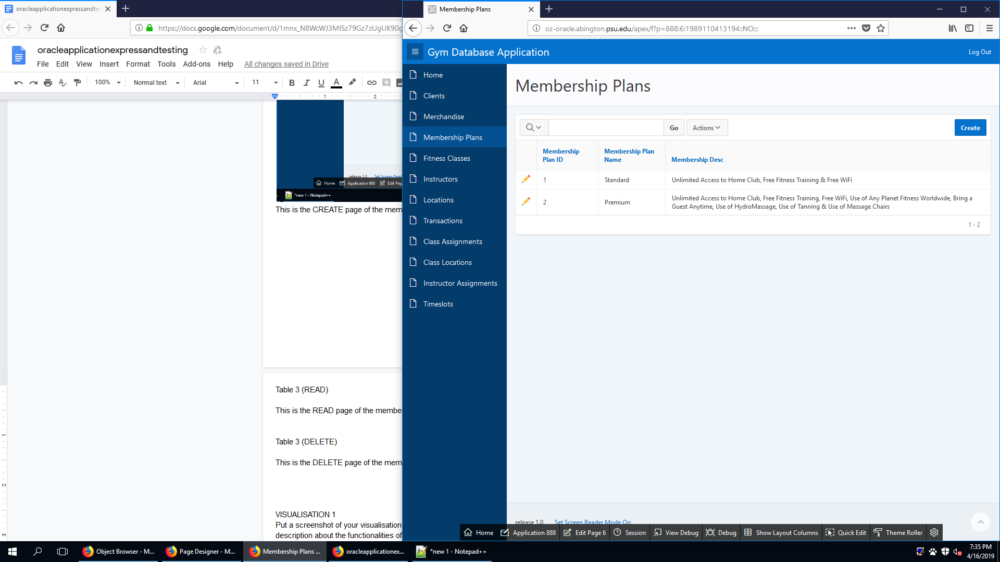 oracleapplicationexpressandtes
https://docs.google.com/document/d/1mnx_N8WcWJ3MISz79Gz7zUgUK90g
oracleapplicationexpressandtesting
File Edit View Insert Format Tools Add-ons Help All changes saved in Drive
100% Normal text Arial 11
1 2
release 1.0 Set Screen Read
Home Application 888 Edit Pag
*new 1 - Notepad++
This is the CREATE page of the mem
Table 3 (READ)
This is the READ page of the membe
Table 3 (DELETE)
This is the DELETE page of the mem
VISUALISATION 1
Put a screenshot of your visualisation
description about the functionalities of
1
2
3
Membership Plans
oz-oracle.abington.psu.edu/apex/f?p=888:6:1989110413194::NO:::
Gym Database Application
Log Out
Home
Clients
Merchandise
Membership Plans
Fitness Classes
Instructors
Locations
Transactions
Class Assignments
Class Locations
Instructor Assignments
Timeslots
Membership Plans
Go Actions Create
Membership Plan ID
Membership Plan Name
Membership Desc
1 Standard Unlimited Access to Home Club, Free Fitness Training & Free WiFi
2 Premium Unlimited Access to Home Club, Free Fitness Training, Free WiFi, Use of Any Planet Fitness Worldwide, Bring a
Guest Anytime, Use of HydroMassage, Use of Tanning & Use of Massage Chairs
1 - 2
release 1.0 Set Screen Reader Mode On
Home Application 888 Edit Page 6 Session View Debug Debug Show Layout Columns Quick Edit Theme Roller
Object Browser - M... Page Designer - M... Membership Plans ... oracleapplicationex... *new 1 - Notepad++
7:35 PM
4/16/2019